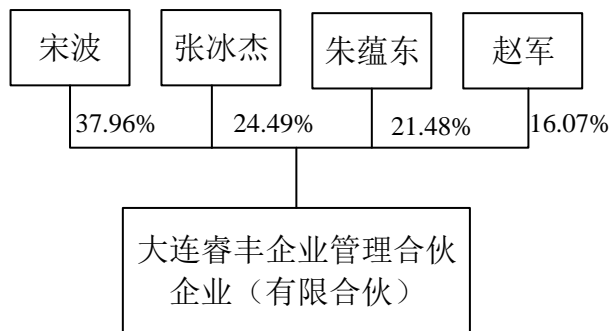 宋波 张冰杰 朱蕴东 赵军
37.96% 24.49% 21.48% 16.07%
大连睿丰企业管理合伙
企业（有限合伙）